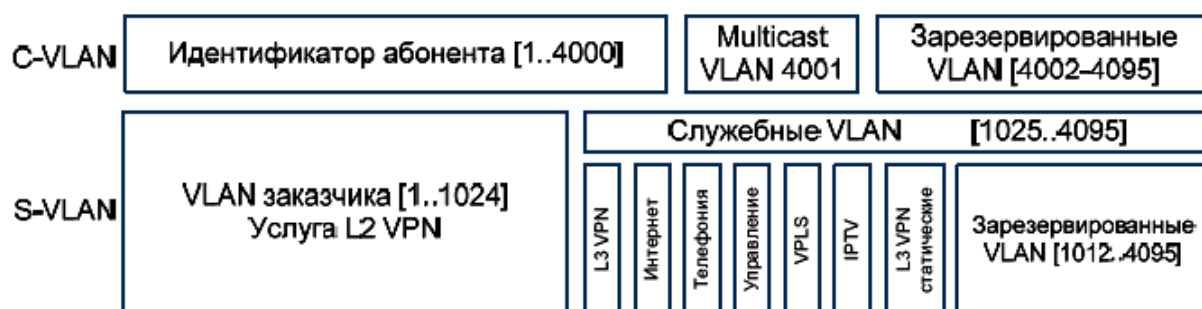 C-VLAN
Идентификатор абонента [1..4000]
Multicast
VLAN 4001
Зарезервированные
VLAN [4002–4095]
S-VLAN
VLAN заказчика [1..1024]
Услуга L2 VPN
Служебные VLAN [1025..4095]
L3 VPN
Интернет
Телефония
Управление
VPLS
IPTV
L3 VPN
статические
Зарезервированные
VLAN [1012..4095]